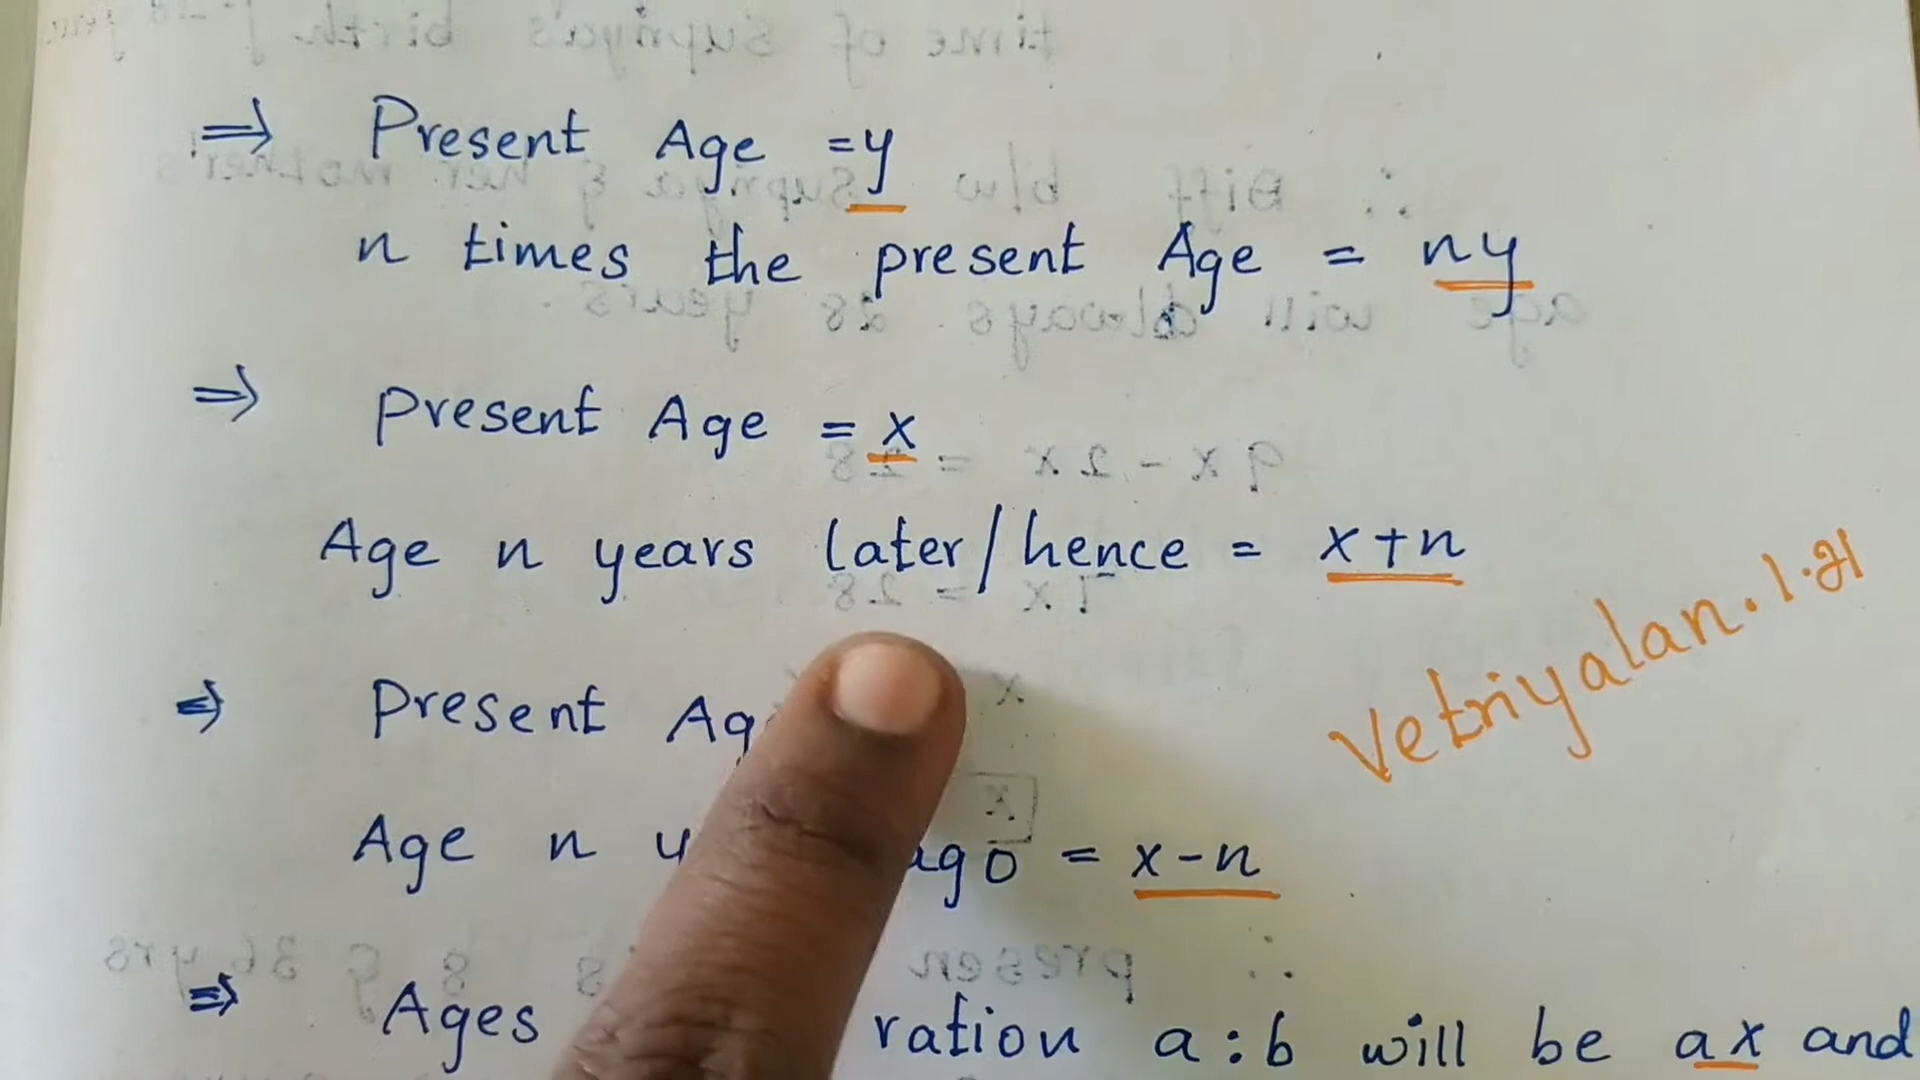 ⇒ Present Age = y
n times the present Age = ny
⇒ Present Age = x
Age n years later/hence = x+n
Vetriyalan.1.21
⇒ Present Ag
Age n y ago = x-n
⇒ Ages ration a:b will be ax and